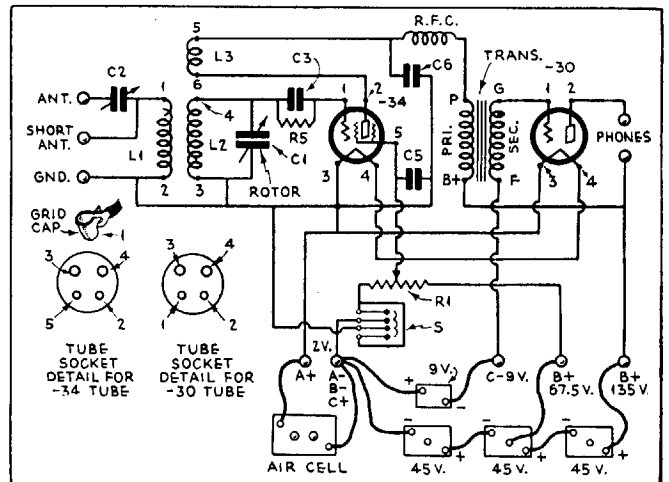 R.F.C.
5
TRANS.
-30
C2
C3
C6
L3
1
6
1
2
-34
P
G
1
2
ANT.
4
SHORT ANT.
L1
L2
R5
C1
5
PRI.
SEC.
PHONES
GND.
2
3
ROTOR
3
4
C5
B+
F
3
4
GRID CAP
1
3
4
3
4
5
2
1
2
R1
S
TUBE SOCKET DETAIL FOR -34 TUBE
TUBE SOCKET DETAIL FOR -30 TUBE
2V.
A+
A-
B-
C+
+
9V.
-
C-9V.
B+ 67.5V.
B+ 135V.
-
+
-
+
-
+
AIR CELL
45 V.
45 V.
45 V.